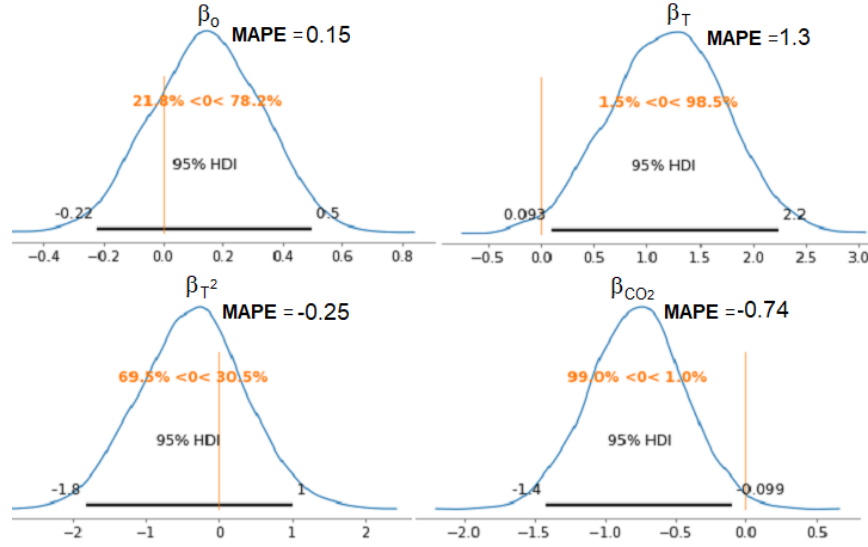 β₀
MAPE = 0.15
21.8% <0< 78.2%
95% HDI
-0.22
0.5
−0.4 −0.2 0.0 0.2 0.4 0.6 0.8
β_T
MAPE = 1.3
1.5% <0< 98.5%
95% HDI
0.093
2.2
−0.5 0.0 0.5 1.0 1.5 2.0 2.5 3.0
β_T²
MAPE = -0.25
69.5% <0< 30.5%
95% HDI
-1.8
1
−2 −1 0 1 2
β_CO₂
MAPE = -0.74
99.0% <0< 1.0%
95% HDI
-1.4
-0.099
−2.0 −1.5 −1.0 −0.5 0.0 0.5